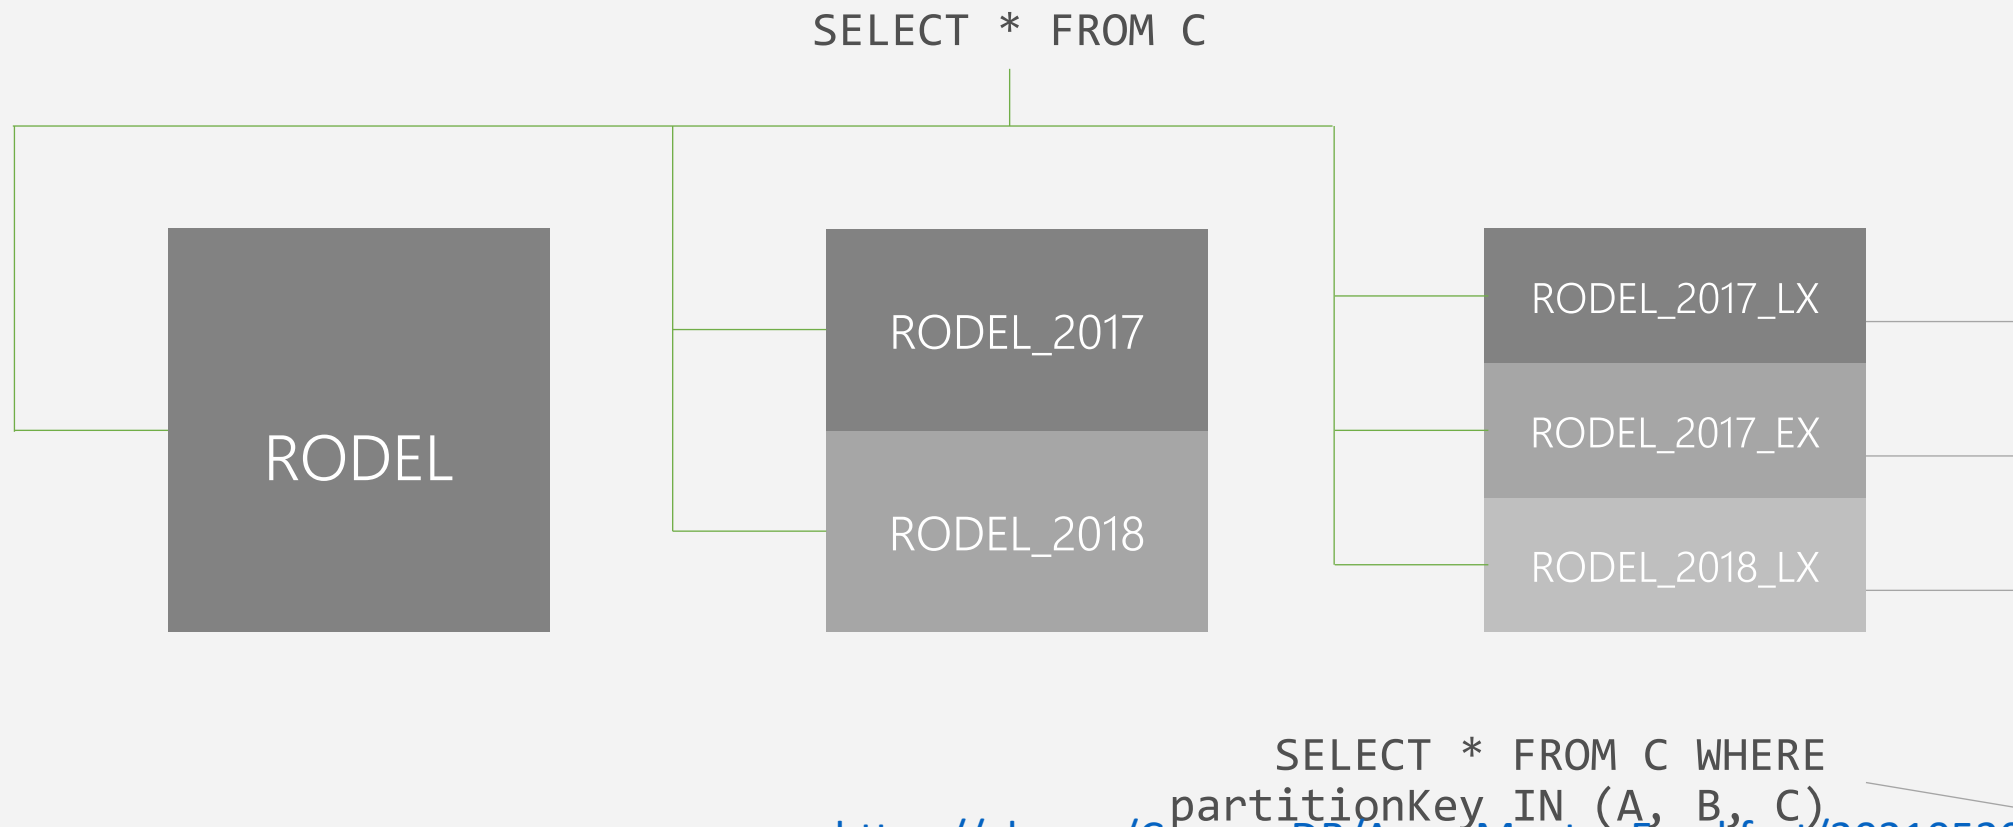 SELECT * FROM C
RODEL
RODEL_2017
RODEL_2018
RODEL_2017_LX
RODEL_2017_EX
RODEL_2018_LX
SELECT * FROM C WHERE
partitionKey IN (A, B, C)